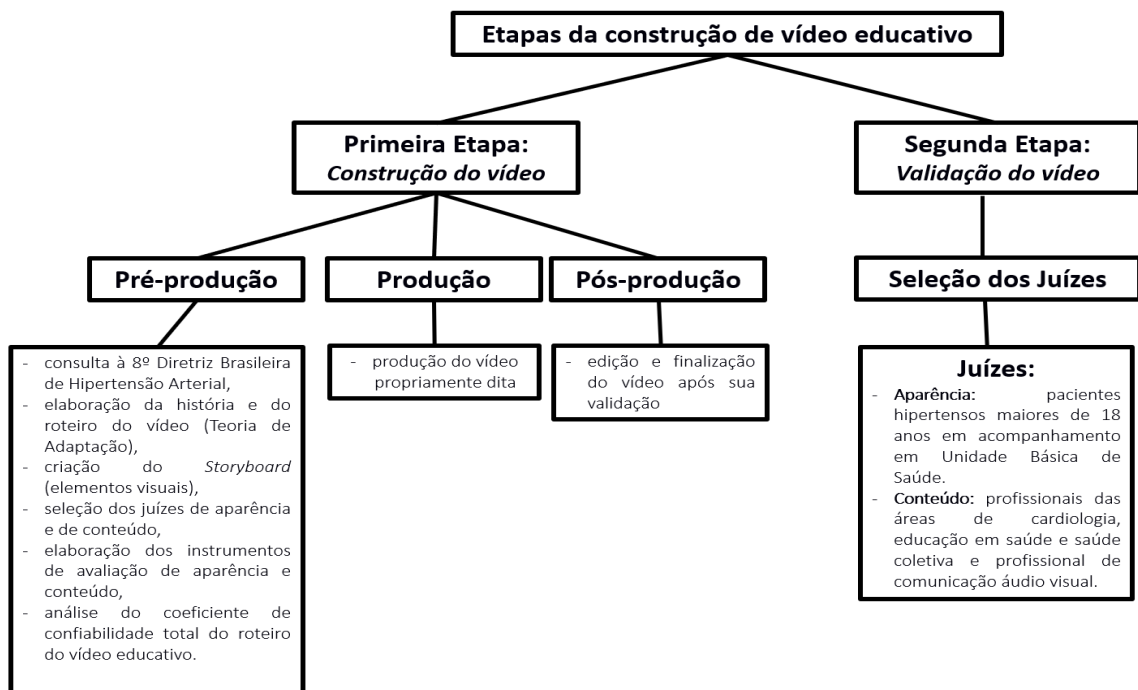 Etapas da construção de vídeo educativo
Primeira Etapa:
Construção do vídeo
Segunda Etapa:
Validação do vídeo
Pré-produção
Produção
Pós-produção
Seleção dos Juízes
- consulta à 8º Diretriz Brasileira
de Hipertensão Arterial,
- elaboração da história e do
roteiro do vídeo (Teoria de
Adaptação),
- criação do Storyboard
(elementos visuais),
- seleção dos juízes de aparência
e de conteúdo,
- elaboração dos instrumentos
de avaliação de aparência e
conteúdo,
- análise do coeficiente de
confiabilidade total do roteiro
do vídeo educativo.
- produção do vídeo
propriamente dita
- edição e finalização
do vídeo após sua
validação
Juízes:
- Aparência: pacientes
hipertensos maiores de 18
anos em acompanhamento
em Unidade Básica de
Saúde.
- Conteúdo: profissionais das
áreas de cardiologia,
educação em saúde e saúde
coletiva e profissional de
comunicação áudio visual.